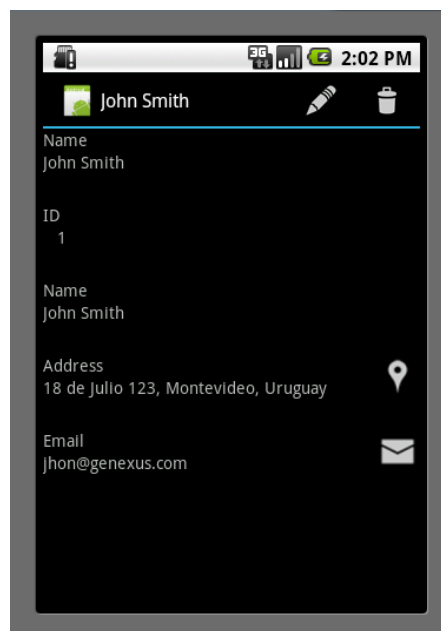 3G 2:02 PM
John Smith
Name
John Smith
ID
1
Name
John Smith
Address
18 de Julio 123, Montevideo, Uruguay
Email
jhon@genexus.com